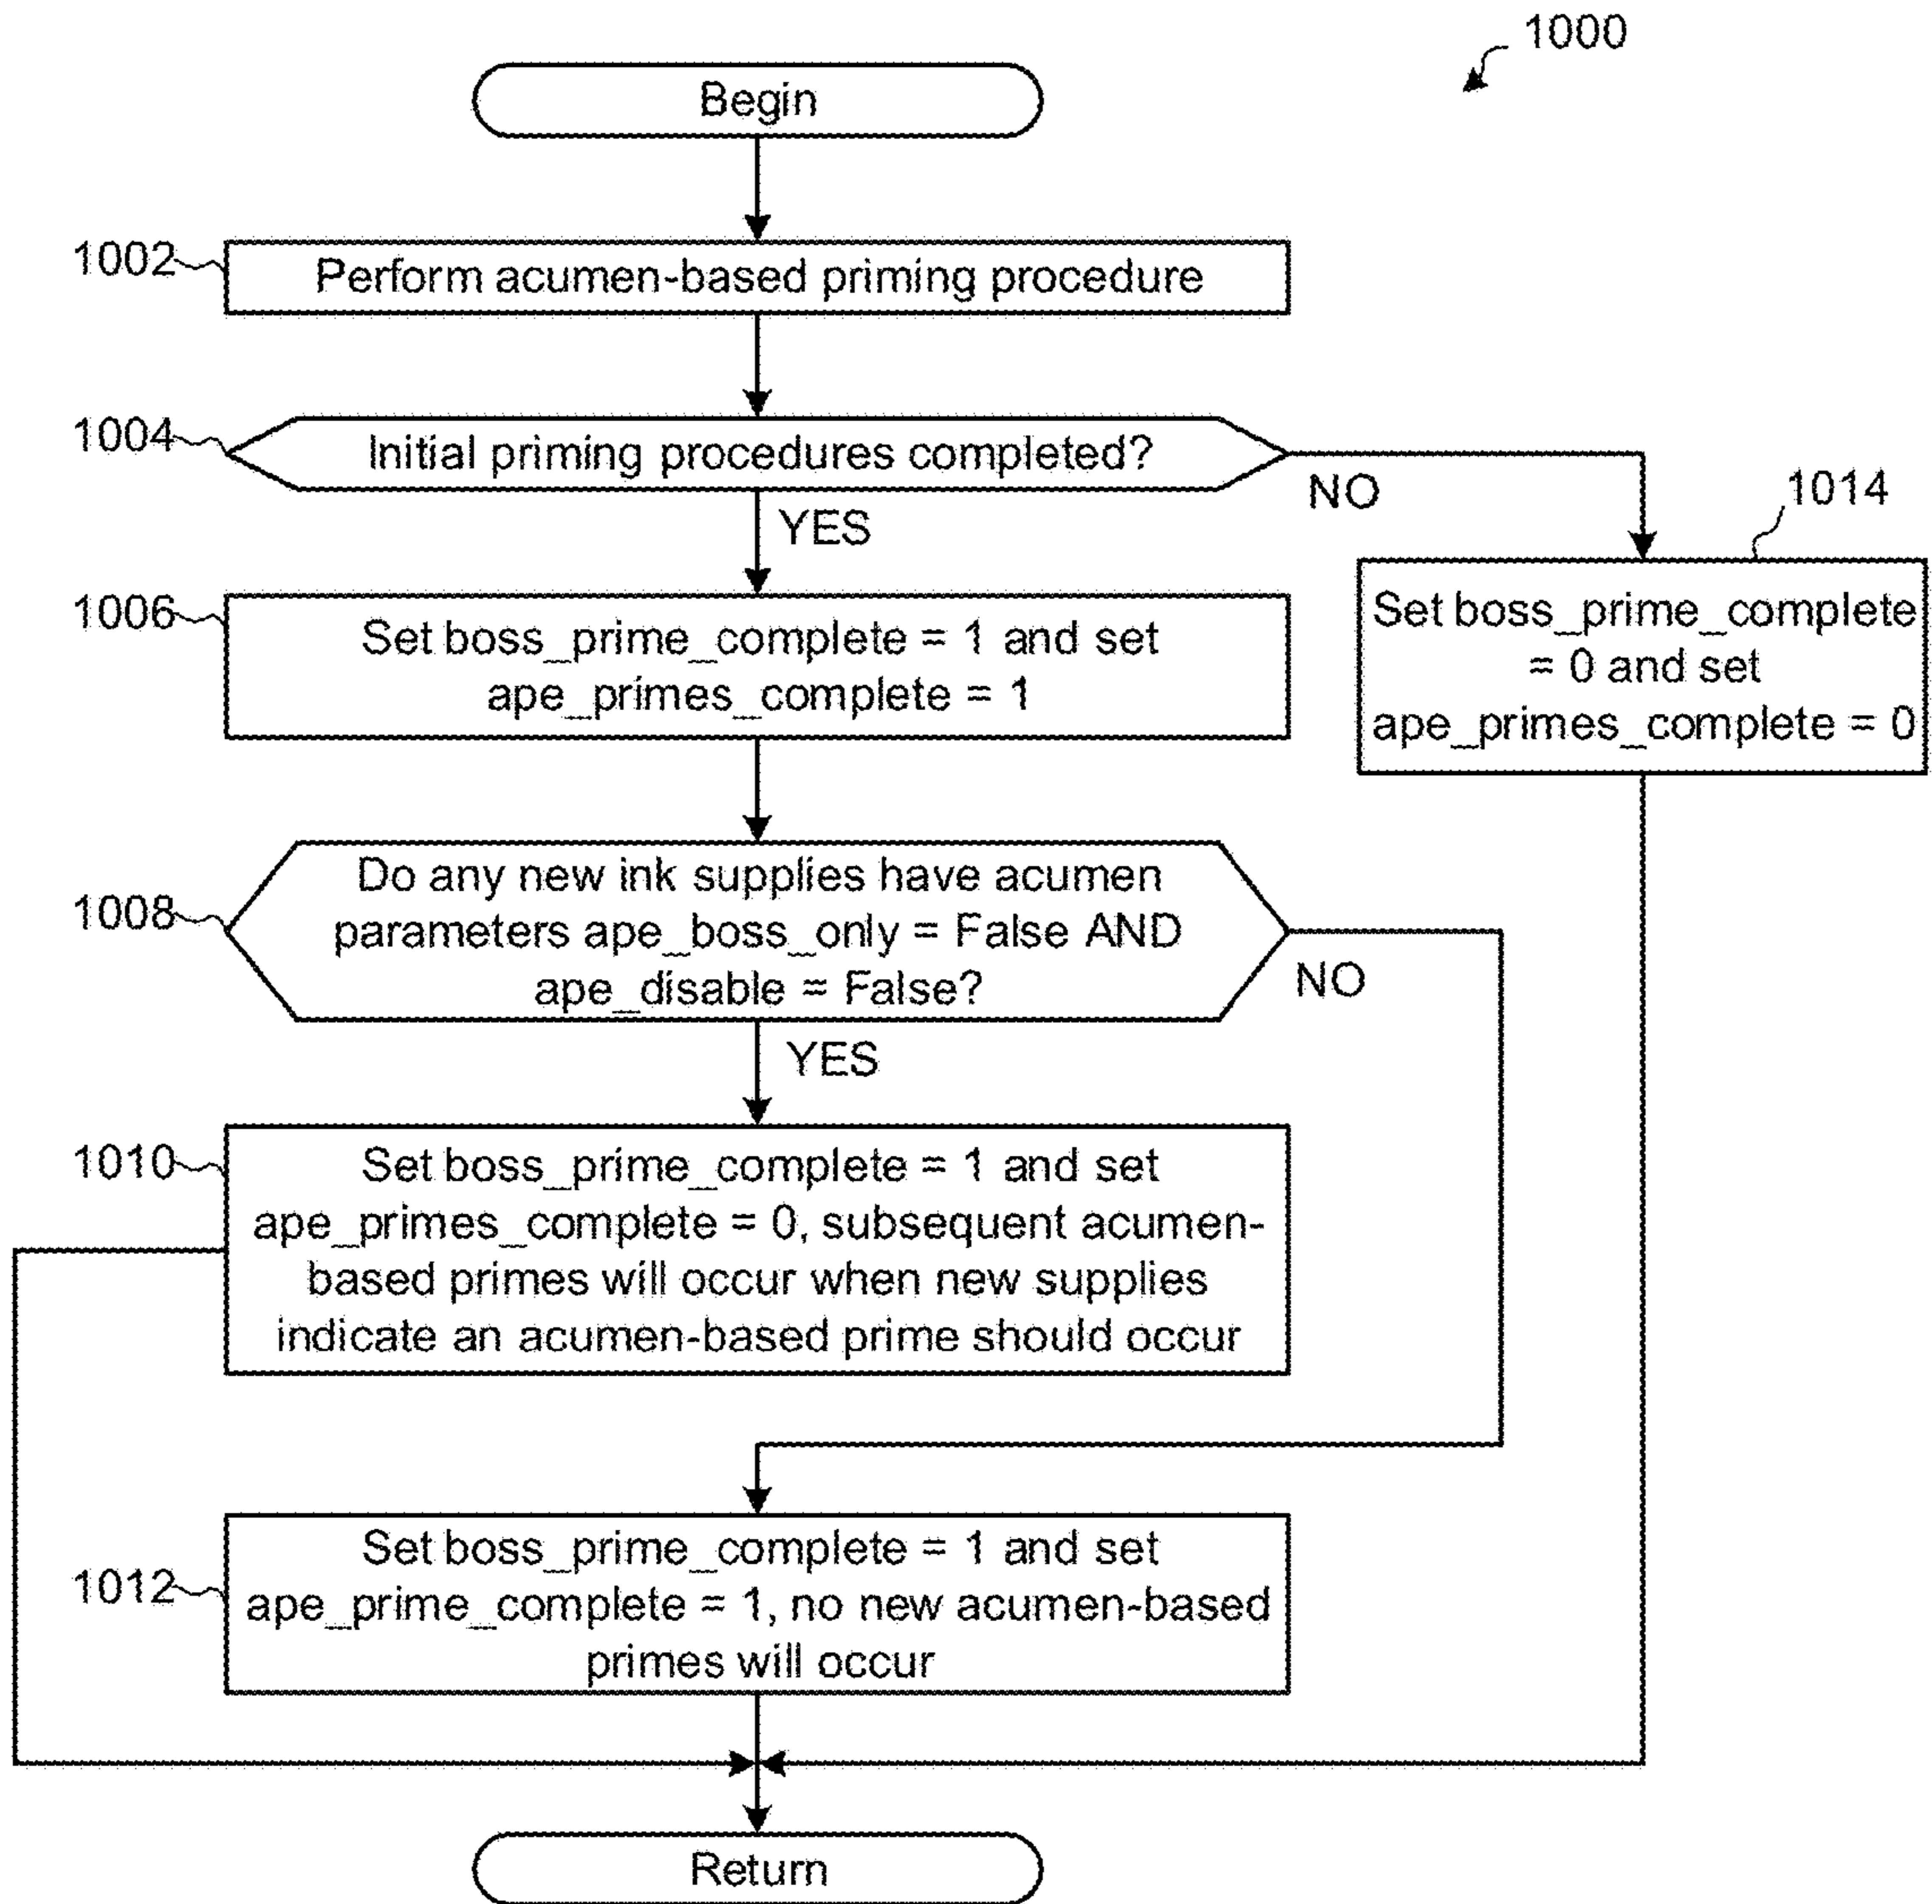 1000
Begin
1002
Perform acumen-based priming procedure
1004
Initial priming procedures completed?
NO
YES
1014
Set boss_prime_complete
= 0 and set
ape_primes_complete = 0
1006
Set boss_prime_complete = 1 and set
ape_primes_complete = 1
1008
Do any new ink supplies have acumen
parameters ape_boss_only = False AND
ape_disable = False?
NO
YES
1010
Set boss_prime_complete = 1 and set
ape_primes_complete = 0, subsequent acumen-
based primes will occur when new supplies
indicate an acumen-based prime should occur
1012
Set boss_prime_complete = 1 and set
ape_prime_complete = 1, no new acumen-based
primes will occur
Return